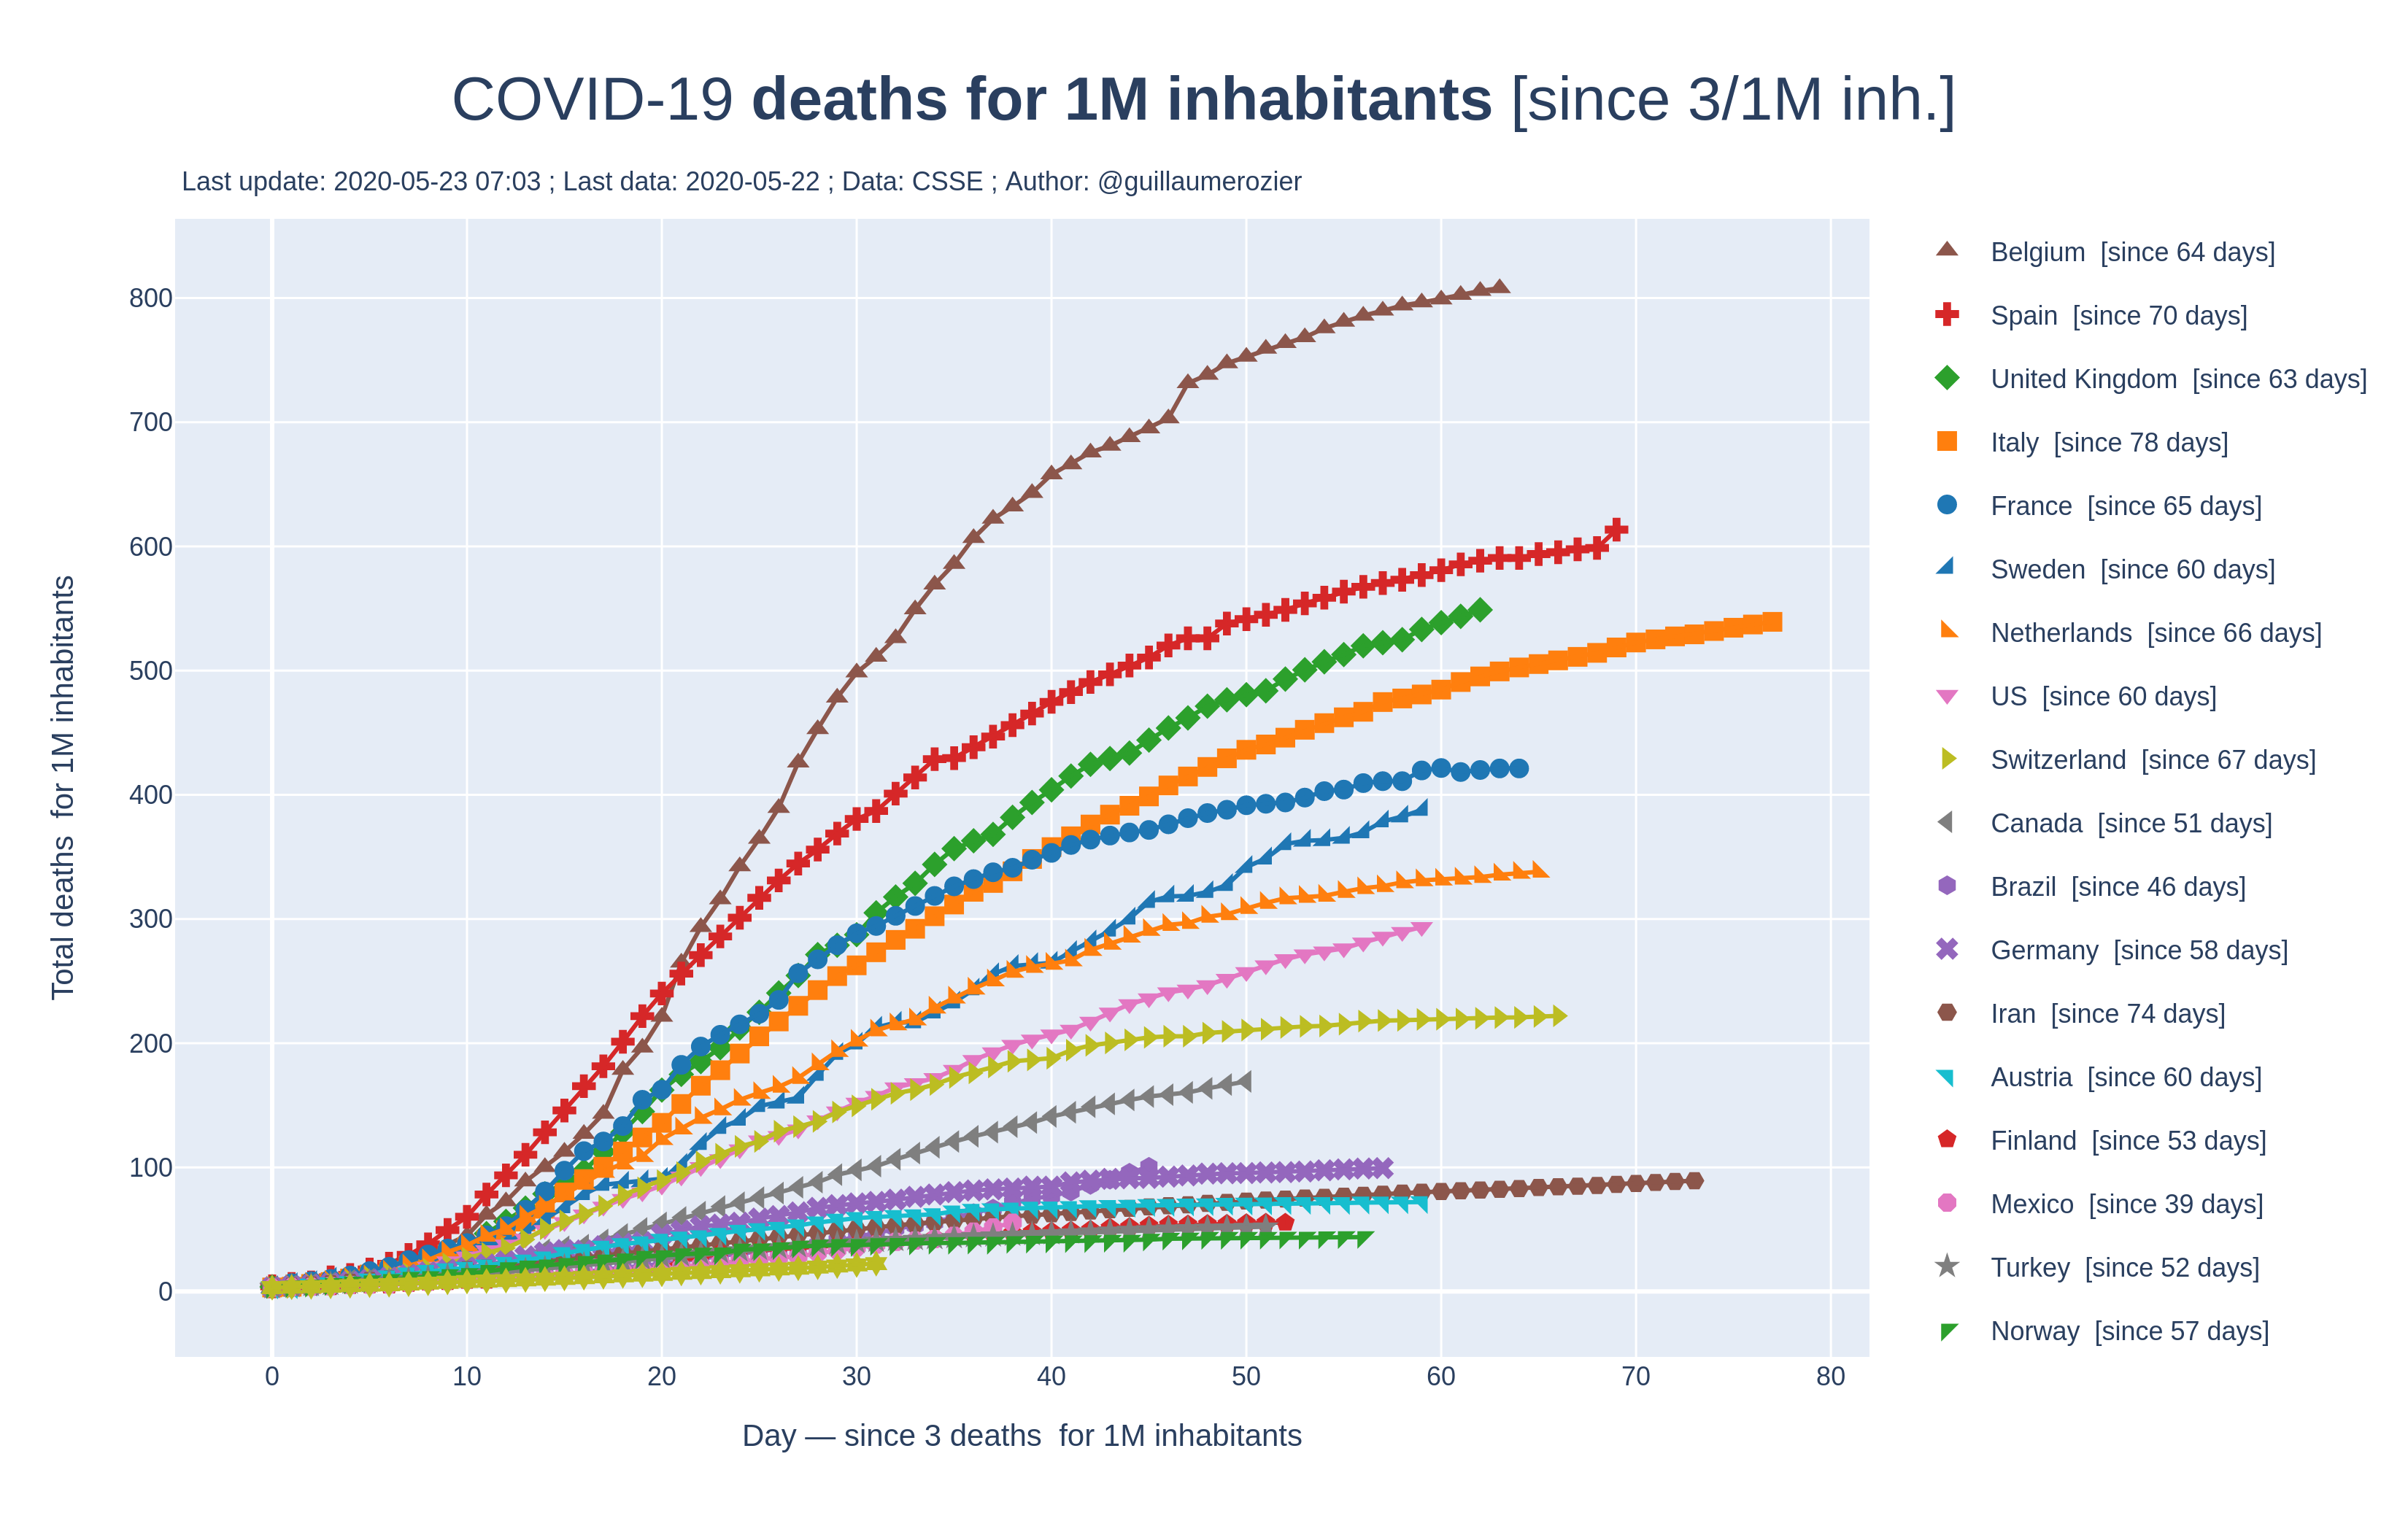 COVID-19 deaths for 1M inhabitants [since 3/1M inh.]
Last update: 2020-05-23 07:03 ; Last data: 2020-05-22 ; Data: CSSE ; Author: @guillaumerozier
Total deaths  for 1M inhabitants
800
700
600
500
400
300
200
100
0
0 10 20 30 40 50 60 70 80
Day — since 3 deaths  for 1M inhabitants
Belgium  [since 64 days]
Spain  [since 70 days]
United Kingdom  [since 63 days]
Italy  [since 78 days]
France  [since 65 days]
Sweden  [since 60 days]
Netherlands  [since 66 days]
US  [since 60 days]
Switzerland  [since 67 days]
Canada  [since 51 days]
Brazil  [since 46 days]
Germany  [since 58 days]
Iran  [since 74 days]
Austria  [since 60 days]
Finland  [since 53 days]
Mexico  [since 39 days]
Turkey  [since 52 days]
Norway  [since 57 days]